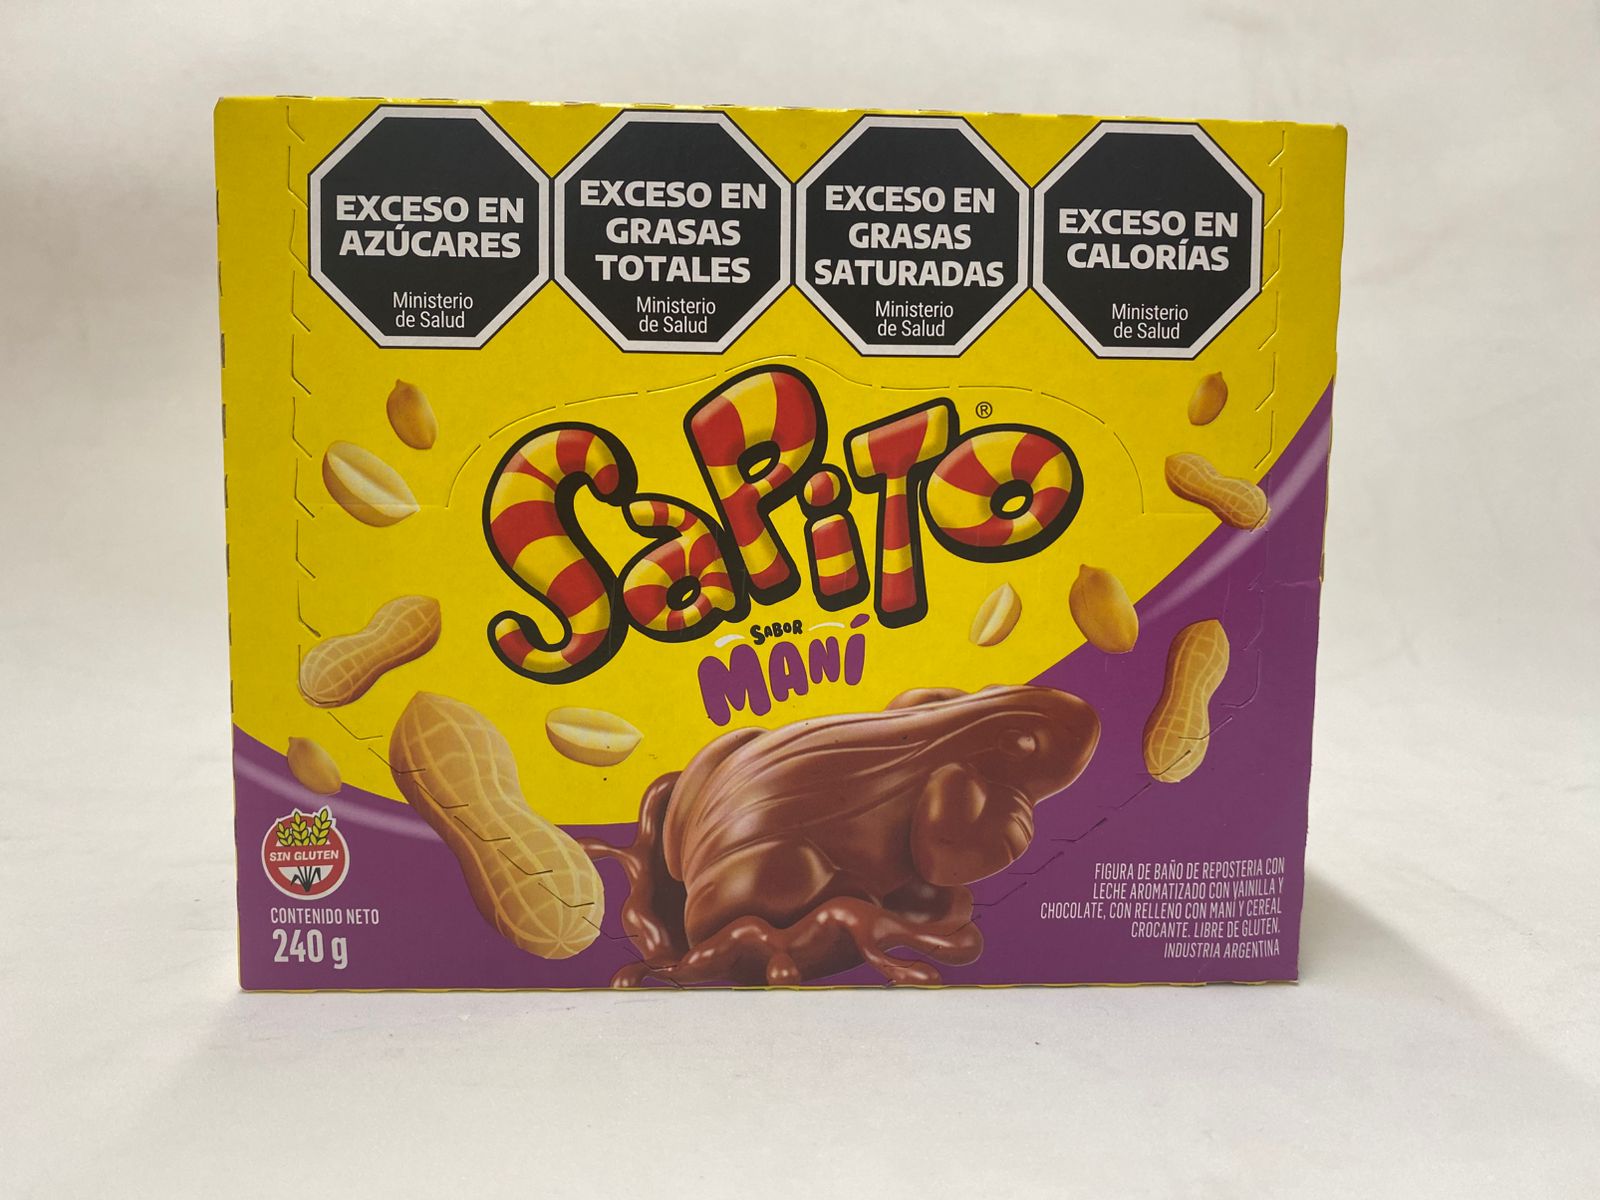 EXCESO EN
AZÚCARES
Ministerio
de Salud
EXCESO EN
GRASAS
TOTALES
Ministerio
de Salud
EXCESO EN
GRASAS
SATURADAS
Ministerio
de Salud
EXCESO EN
CALORÍAS
Ministerio
de Salud
SaPiTo®
SABOR
MANÍ
SIN GLUTEN
CONTENIDO NETO
240 g
FIGURA DE BAÑO DE REPOSTERIA CON
LECHE AROMATIZADO CON VAINILLA Y
CHOCOLATE, CON RELLENO CON MANI Y CEREAL
CROCANTE. LIBRE DE GLUTEN.
INDUSTRIA ARGENTINA